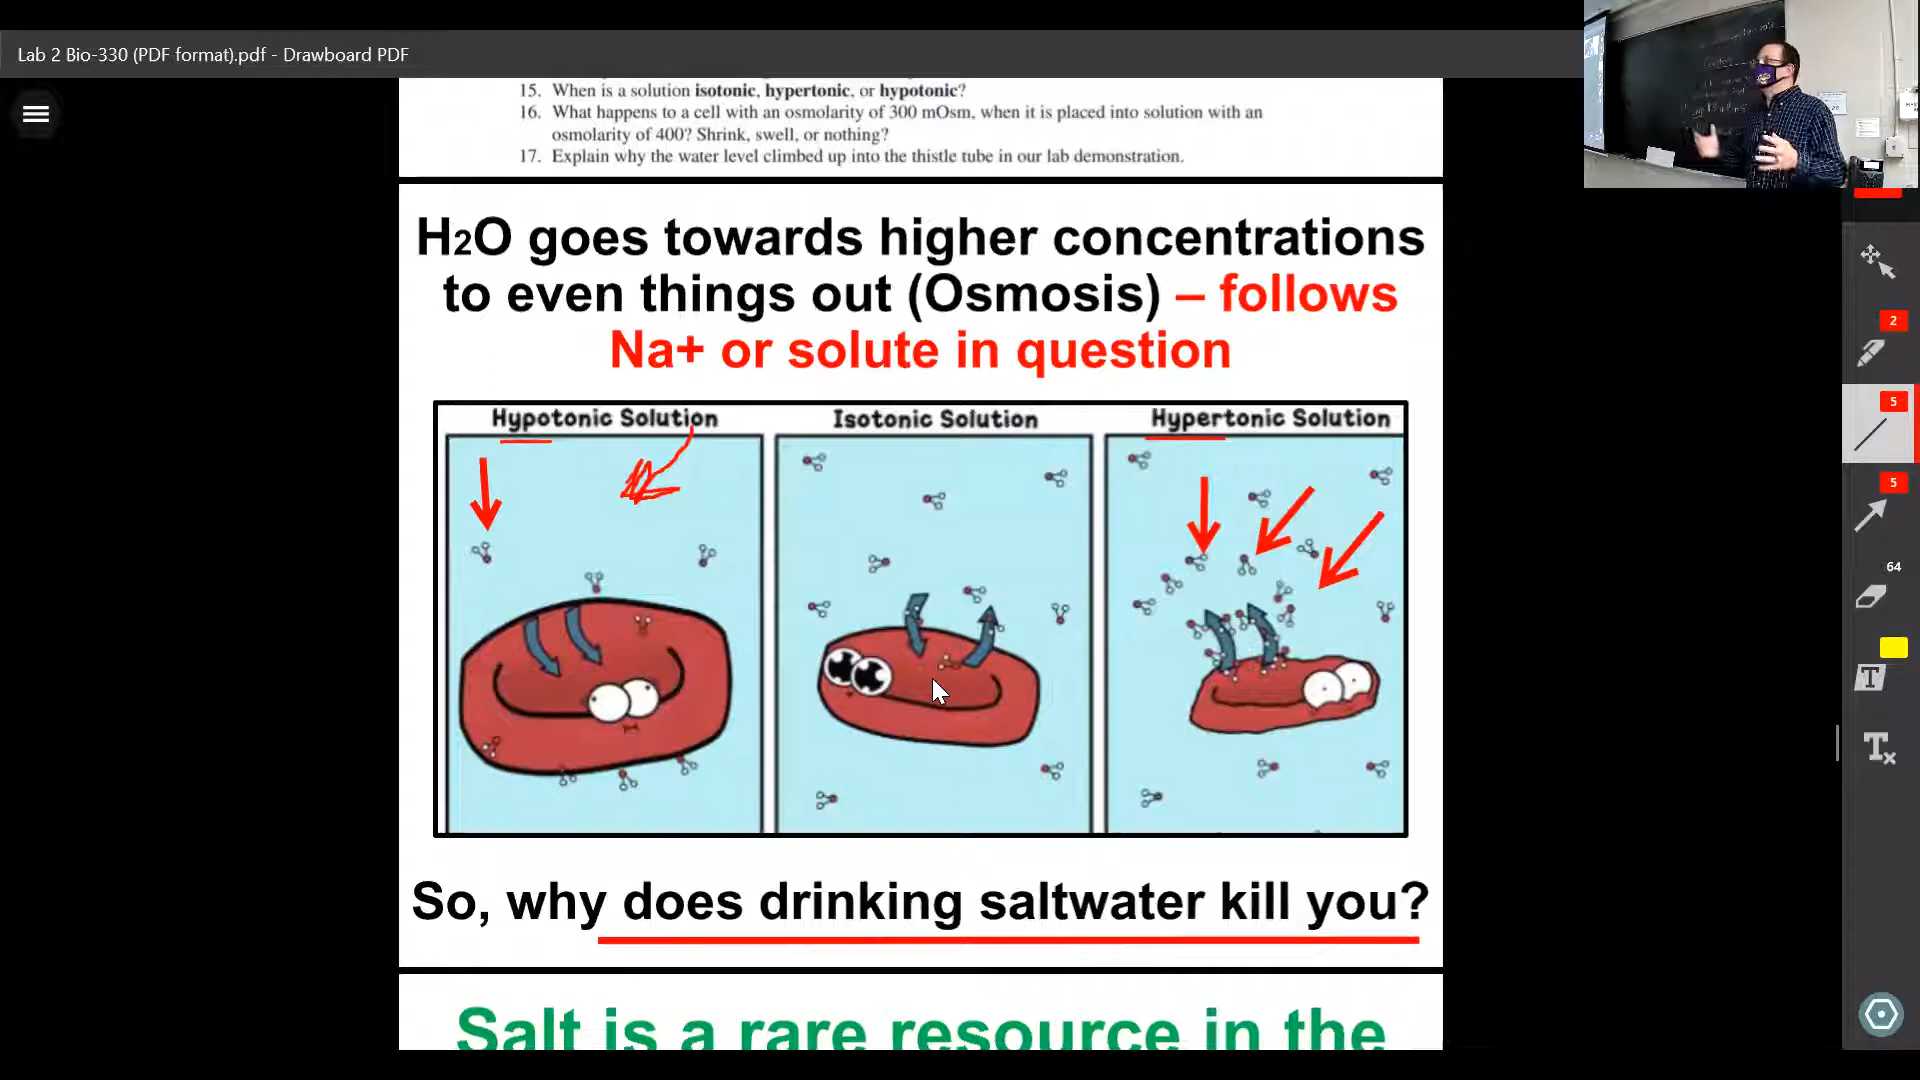 Lab 2 Bio-330 (PDF format).pdf - Drawboard PDF
15. When is a solution isotonic, hypertonic, or hypotonic?
16. What happens to a cell with an osmolarity of 300 mOsm, when it is placed into solution with an
osmolarity of 400? Shrink, swell, or nothing?
17. Explain why the water level climbed up into the thistle tube in our lab demonstration.
H2O goes towards higher concentrations
to even things out (Osmosis) – follows
Na+ or solute in question
Hypotonic Solution
Isotonic Solution
Hypertonic Solution
So, why does drinking saltwater kill you?
Salt is a rare resource in the
2
5
5
64
T
Tx